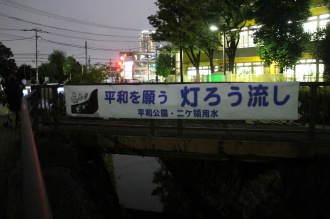 平和を願う 灯ろう流し
平和公園・二ケ領用水